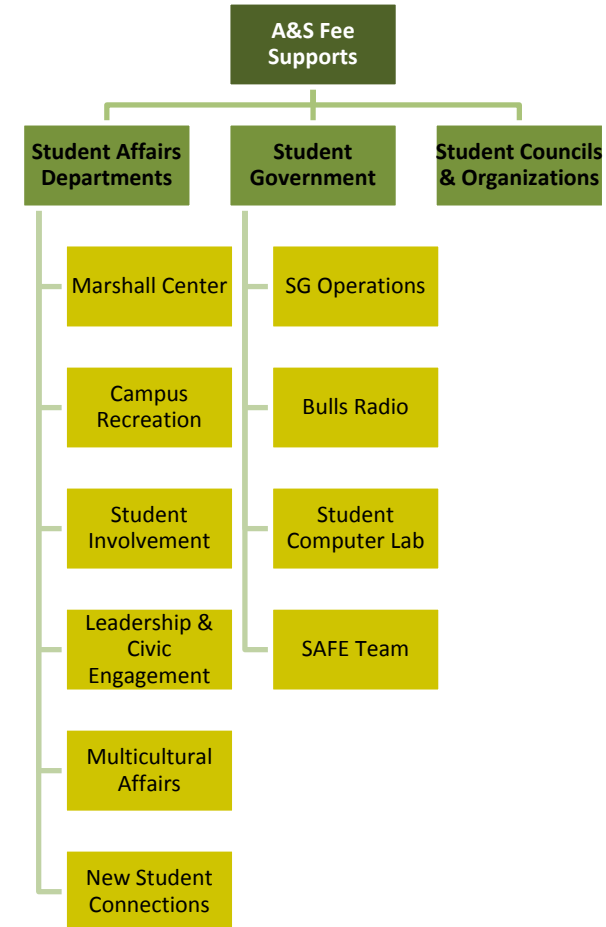 A&S Fee
Supports
Student Affairs
Departments
Student
Government
Student Councils
& Organizations
Marshall Center
Campus
Recreation
Student
Involvement
Leadership &
Civic
Engagement
Multicultural
Affairs
New Student
Connections
SG Operations
Bulls Radio
Student
Computer Lab
SAFE Team